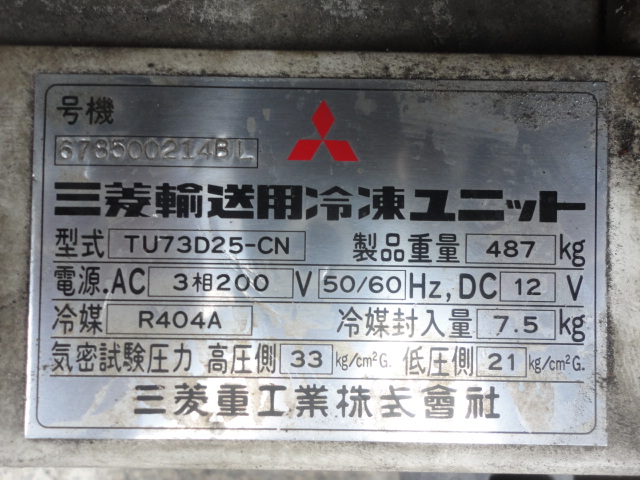 号機
678500214BL
三菱輸送用冷凍ユニット
型式 TU73D25-CN 製品重量 487 kg
電源.AC 3相200 V 50/60 Hz, DC 12 V
冷媒 R404A 冷媒封入量 7.5 kg
気密試験圧力 高圧側 33 kg/cm²G. 低圧側 21 kg/cm²G.
三菱重工業株式會社